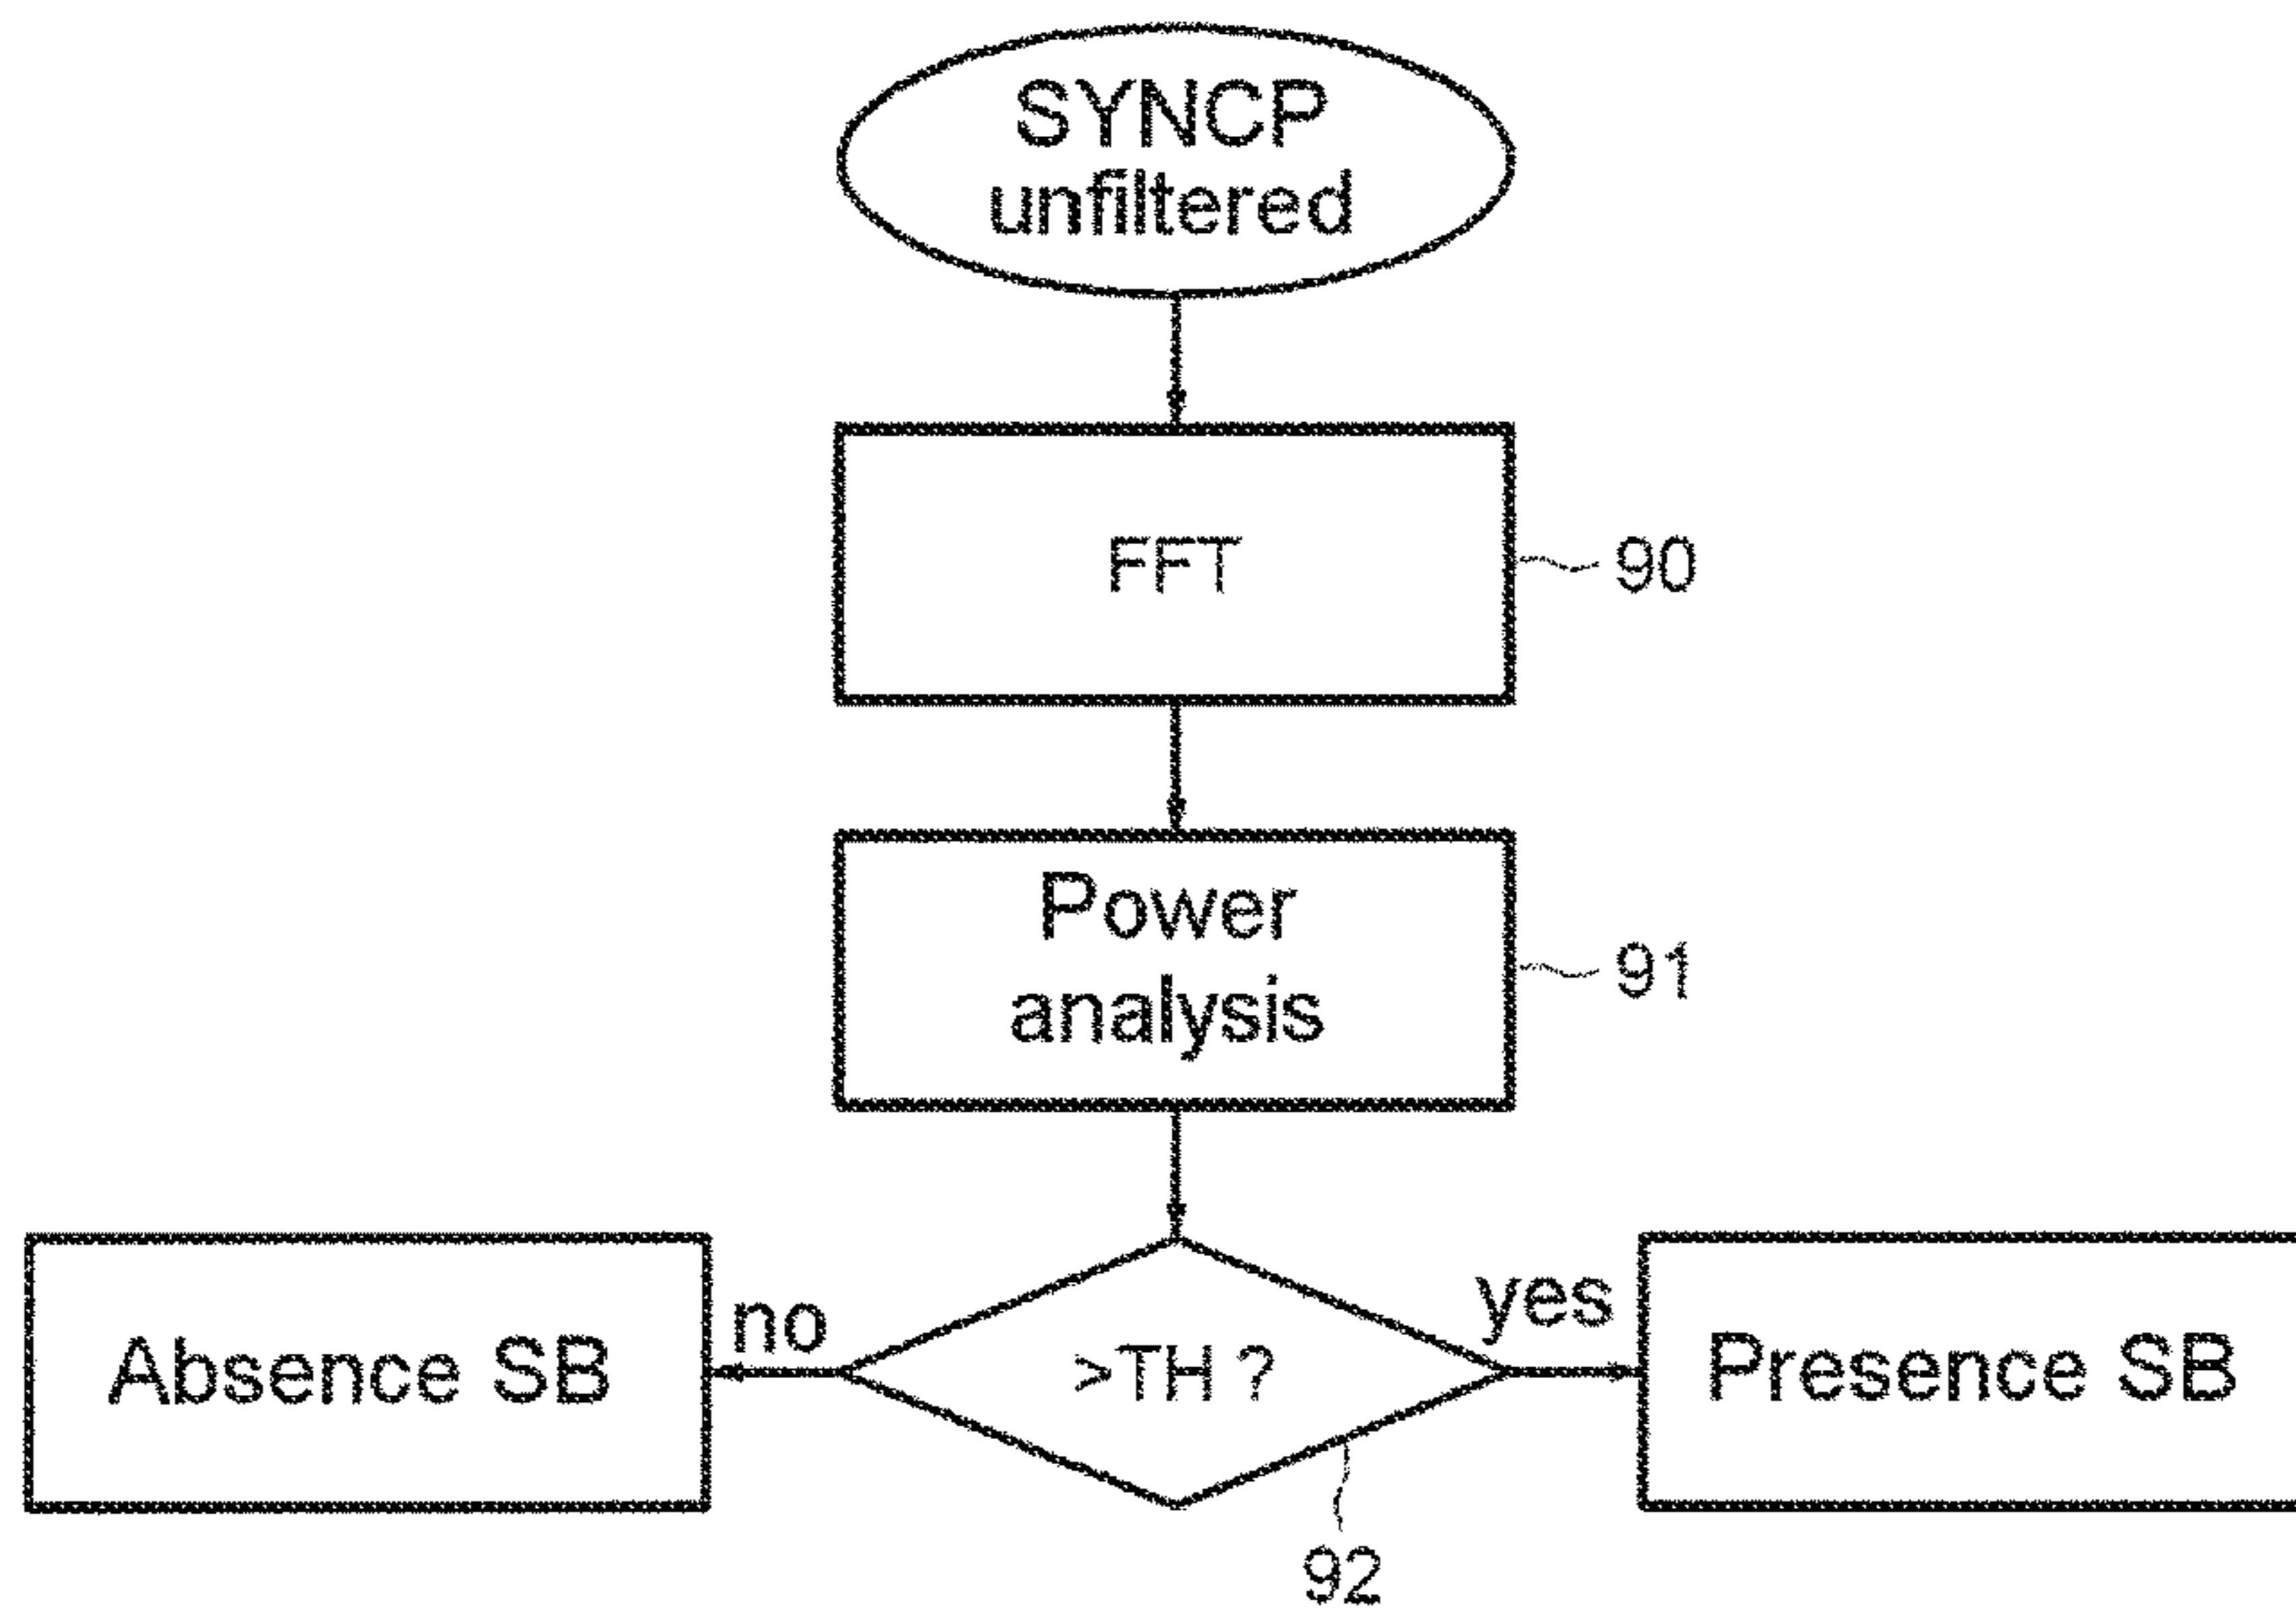 SYNCP
unfiltered
FFT
90
Power
analysis
91
Absence SB
no
>TH ?
yes
Presence SB
92